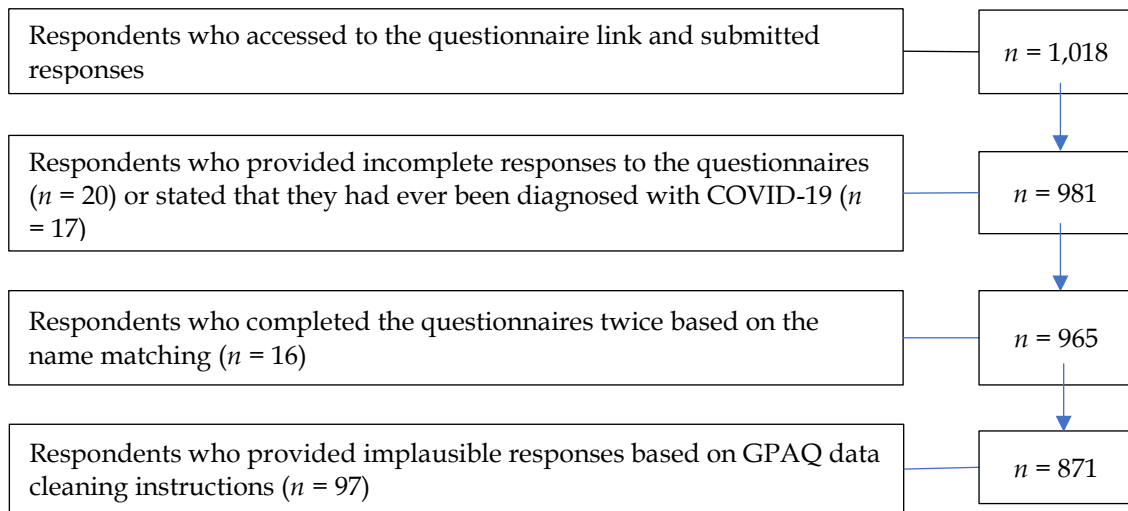 Respondents who accessed to the questionnaire link and submitted
responses
n = 1,018
Respondents who provided incomplete responses to the questionnaires
(n = 20) or stated that they had ever been diagnosed with COVID-19 (n
= 17)
n = 981
Respondents who completed the questionnaires twice based on the
name matching (n = 16)
n = 965
Respondents who provided implausible responses based on GPAQ data
cleaning instructions (n = 97)
n = 871